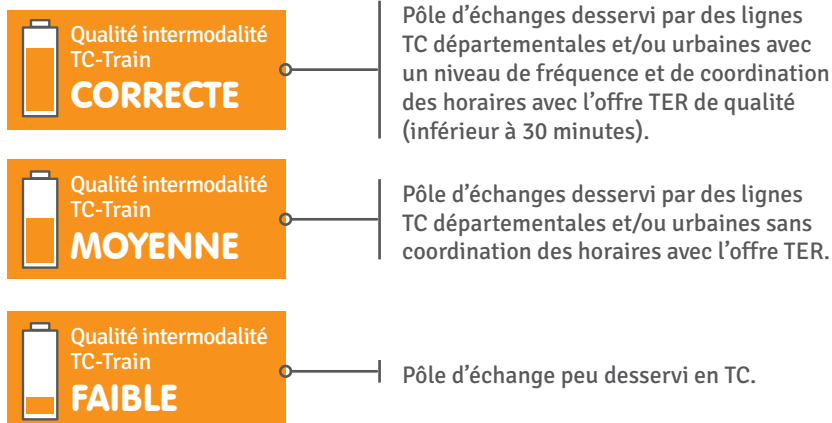 Qualité intermodalité
TC-Train
CORRECTE
Pôle d’échanges desservi par des lignes
TC départementales et/ou urbaines avec
un niveau de fréquence et de coordination
des horaires avec l’offre TER de qualité
(inférieur à 30 minutes).
Qualité intermodalité
TC-Train
MOYENNE
Pôle d’échanges desservi par des lignes
TC départementales et/ou urbaines sans
coordination des horaires avec l’offre TER.
Qualité intermodalité
TC-Train
FAIBLE
Pôle d’échange peu desservi en TC.